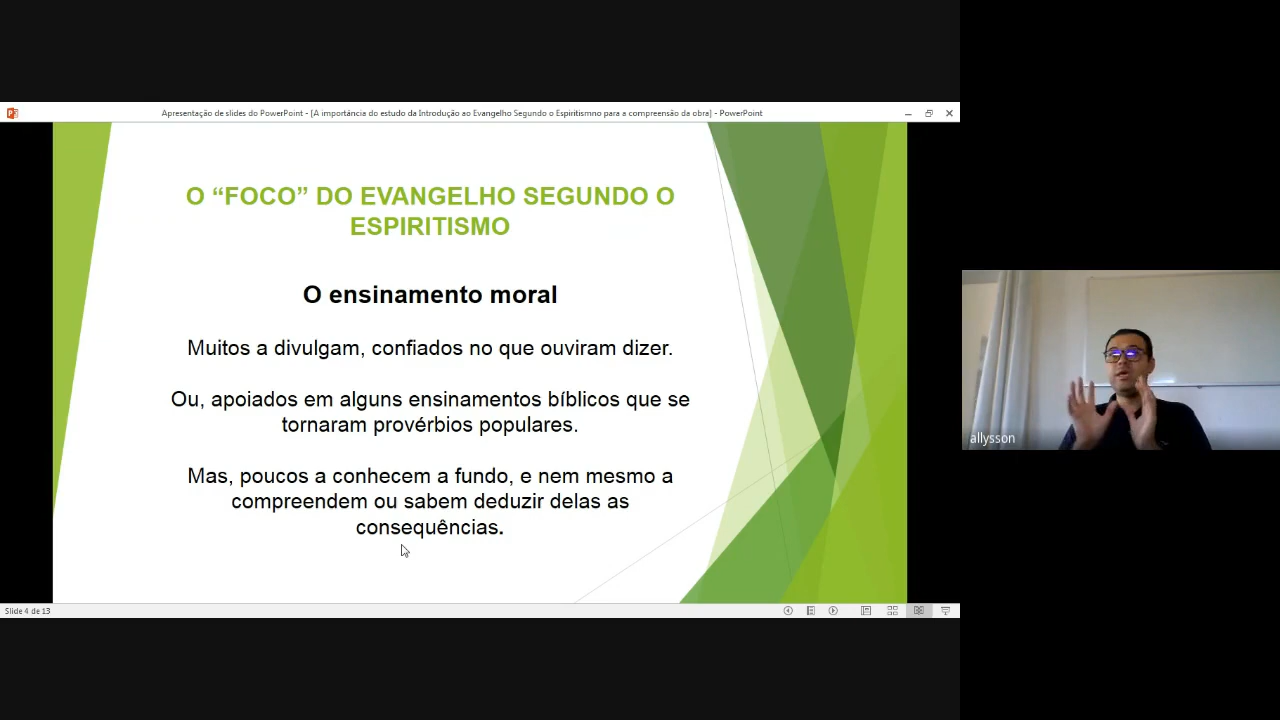 Apresentação de slides do PowerPoint - [A importância do estudo da Introdução ao Evangelho Segundo o Espiritismno para a compreensão da obra] - PowerPoint
O “FOCO” DO EVANGELHO SEGUNDO O
ESPIRITISMO
O ensinamento moral
Muitos a divulgam, confiados no que ouviram dizer.
Ou, apoiados em alguns ensinamentos bíblicos que se
tornaram provérbios populares.
Mas, poucos a conhecem a fundo, e nem mesmo a
compreendem ou sabem deduzir delas as
consequências.
allysson
Slide 4 de 13